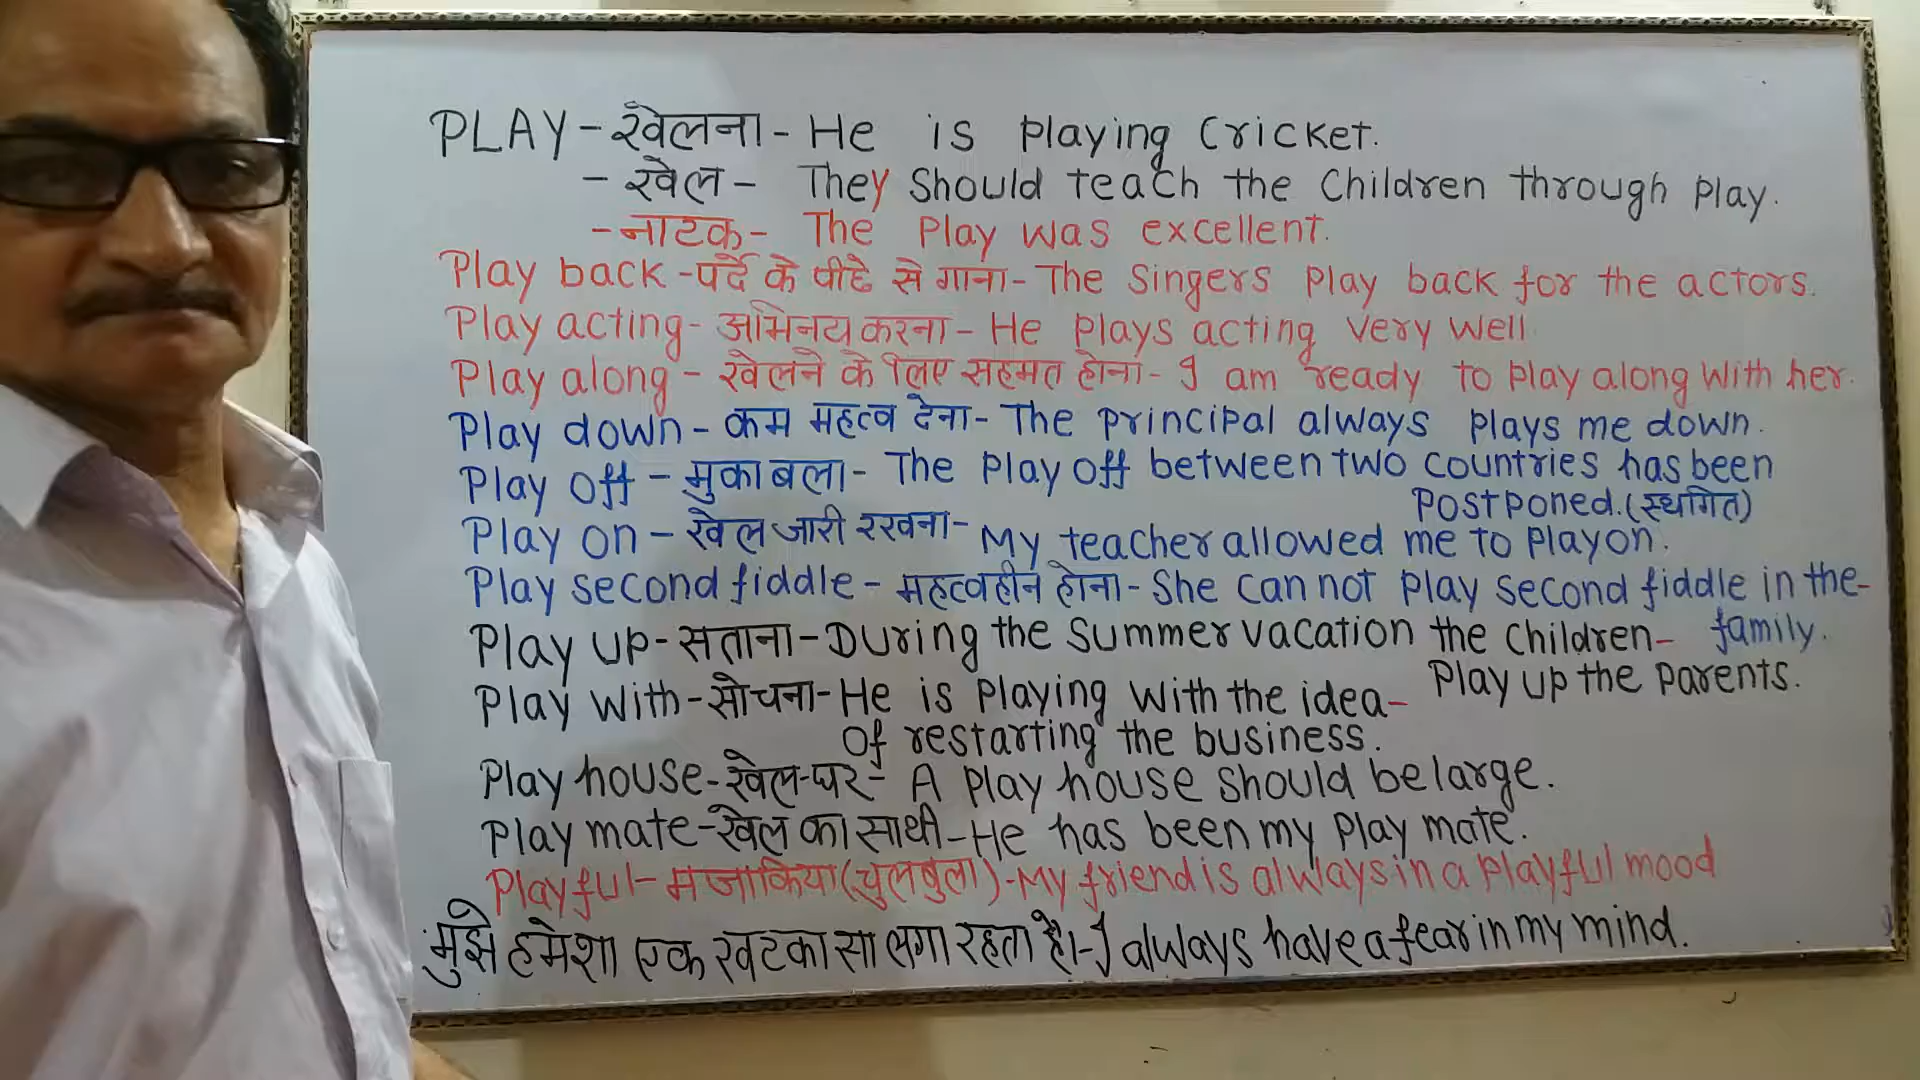 PLAY-खेलना- He is Playing Cricket.
- खेल - They Should teach the Children through Play.
-नाटक- The Play was excellent.
Play back -पर्दे के पीछे से गाना- The Singers Play back for the actors.
Play acting- अभिनय करना - He Plays acting very well
Play along - खेलने के लिए सहमत होना- I am ready to Play along with her.
Play down - कम महत्व देना- The Principal always Plays me down.
Play off - मुकाबला- The Play off between two countries has been
Postponed.(स्थगित)
Play on - खेल जारी रखना- My teacher allowed me to Play on.
Play second fiddle - महत्वहीन होना- She can not Play second fiddle in the-
family.
Play up-सताना-During the Summer vacation the children-
Play up the Parents.
Play with-सोचना-He is Playing with the idea-
Of restarting the business.
Play house-खेल-घर- A Play house Should be large.
Play mate-खेल का साथी-He has been my Play mate.
Playful-मजाकिया(चुलबुला)-My friend is always in a Playful mood
मुझे हमेशा एक खटका सा लगा रहता है।-I always have a fear in my mind.